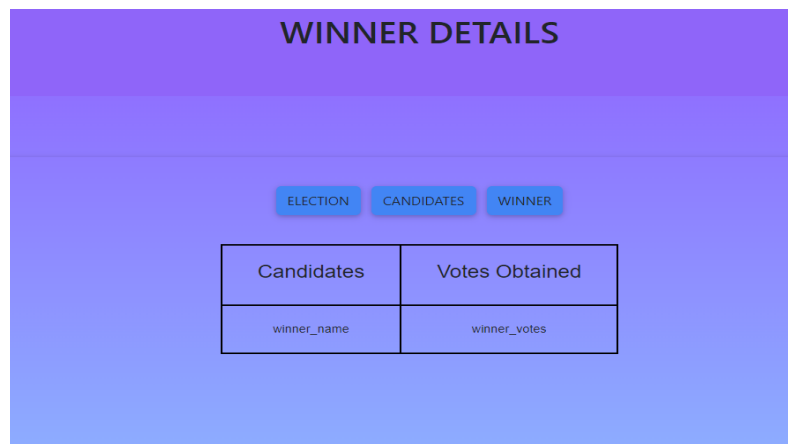 WINNER DETAILS
ELECTION CANDIDATES WINNER
Candidates Votes Obtained
winner_name winner_votes